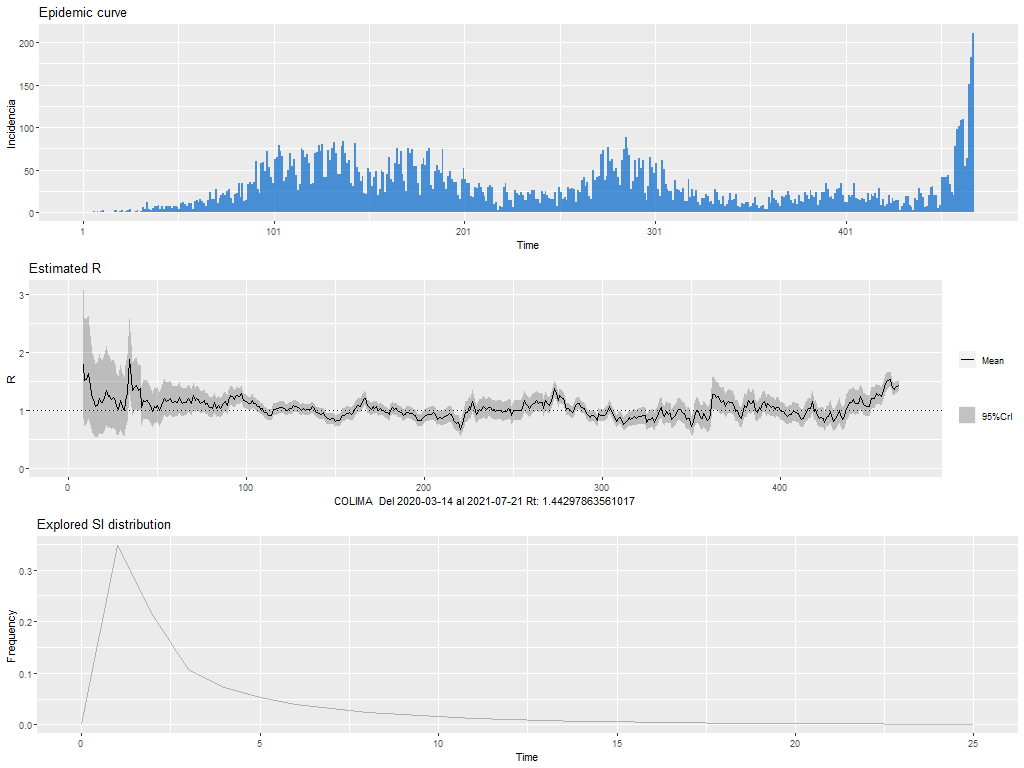 Epidemic curve
200
150
100
50
0
Incidencia
1
101
201
301
401
Time
Estimated R
3
2
1
0
R
Mean
95%CrI
0
100
200
300
400
COLIMA Del 2020-03-14 al 2021-07-21 Rt: 1.44297863561017
Explored SI distribution
0.3
0.2
0.1
0.0
Frequency
0
5
10
15
20
25
Time